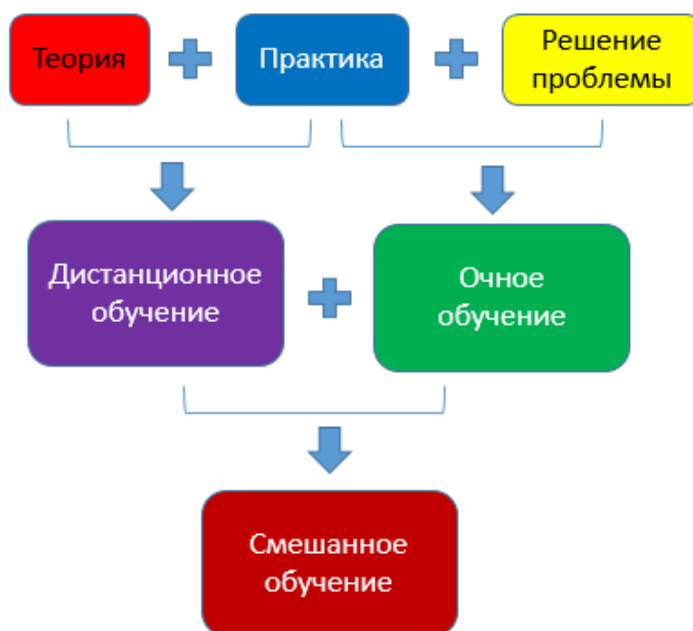 Теория
Практика
Решение
проблемы
Дистанционное
обучение
Очное
обучение
Смешанное
обучение